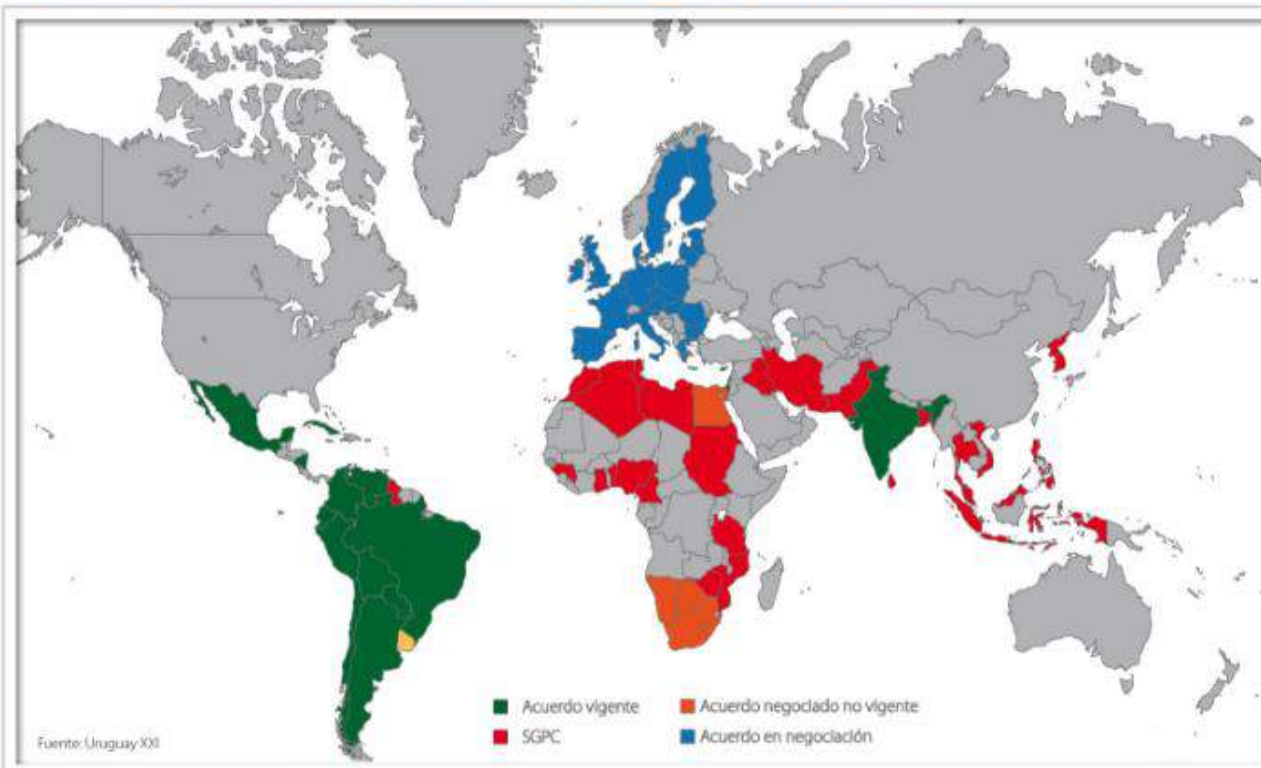 Acuerdo vigente
Acuerdo negociado no vigente
SGPC
Acuerdo en negociación
Fuente: Uruguay XXI